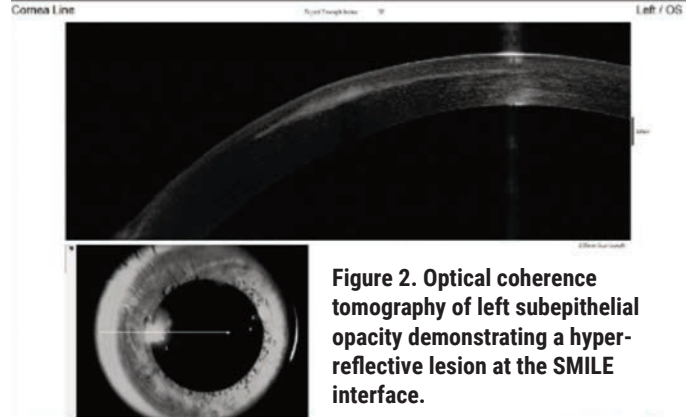 Cornea Line
Left / OS
Figure 2. Optical coherence
tomography of left subepithelial
opacity demonstrating a hyper-
reflective lesion at the SMILE
interface.